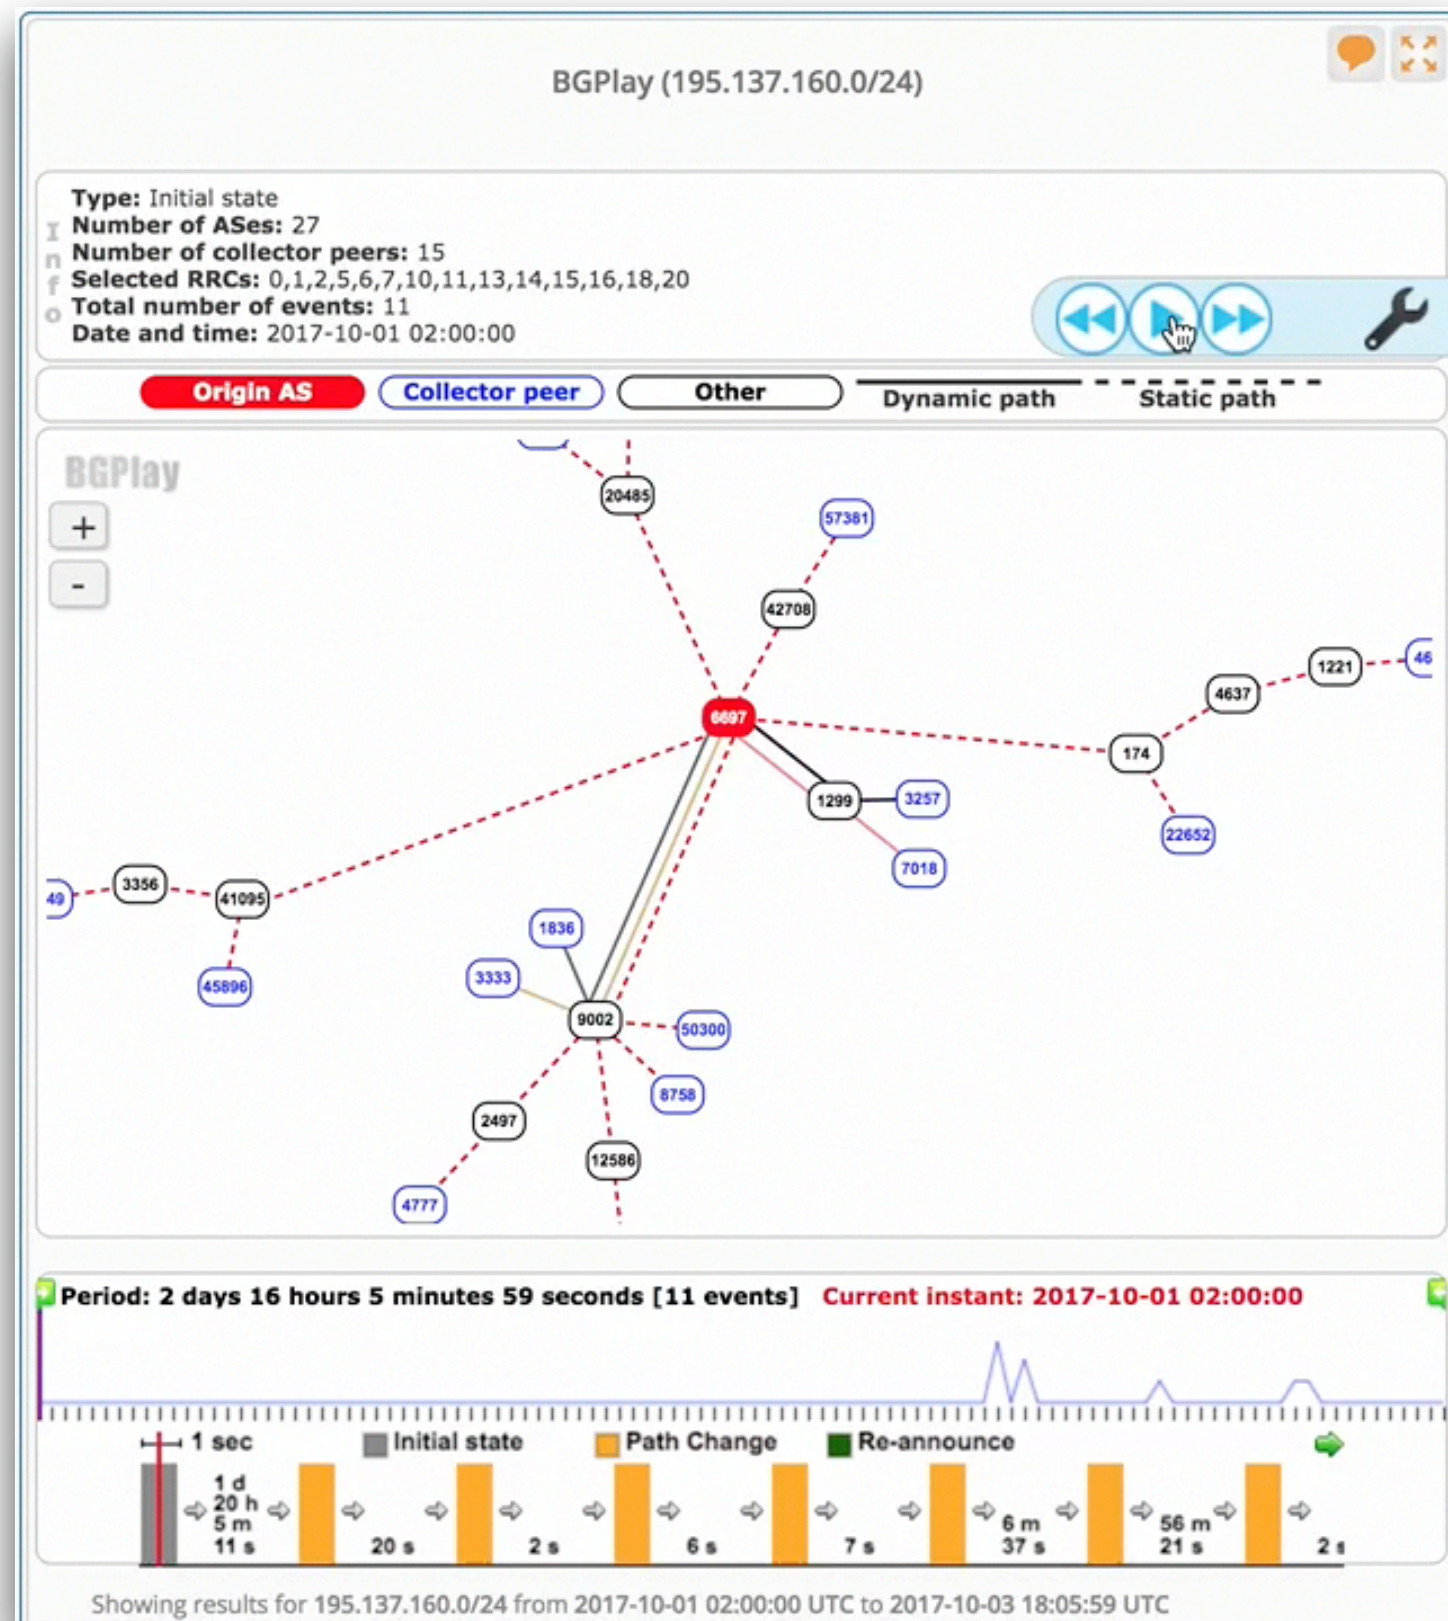 BGPlay (195.137.160.0/24)
Type: Initial state
Number of ASes: 27
Number of collector peers: 15
Selected RRCs: 0,1,2,5,6,7,10,11,13,14,15,16,18,20
Total number of events: 11
Date and time: 2017-10-01 02:00:00
Info
Origin AS
Collector peer
Other
Dynamic path
Static path
BGPlay
+
-
20485
57381
42708
1221
46
4637
6697
174
1299
3257
22652
7018
3356
49
41095
1836
45896
3333
9002
50300
8758
2497
12586
4777
Period: 2 days 16 hours 5 minutes 59 seconds [11 events] Current instant: 2017-10-01 02:00:00
1 sec
Initial state
Path Change
Re-announce
1 d
20 h
5 m
11 s
20 s
2 s
6 s
7 s
6 m
37 s
56 m
21 s
2 s
Showing results for 195.137.160.0/24 from 2017-10-01 02:00:00 UTC to 2017-10-03 18:05:59 UTC